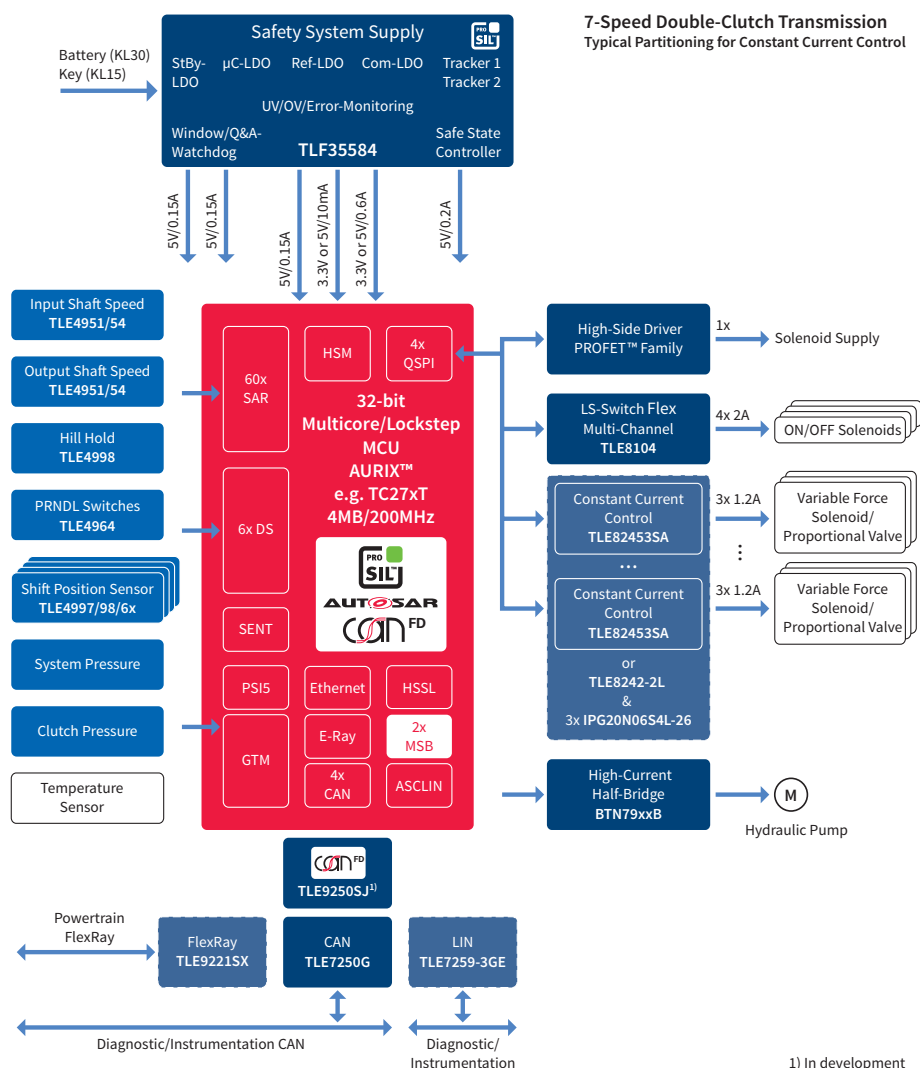 7-Speed Double-Clutch Transmission
Typical Partitioning for Constant Current Control
Battery (KL30)
Key (KL15)
Safety System Supply
PRO
SIL™
StBy-
LDO
µC-LDO
Ref-LDO
Com-LDO
Tracker 1
Tracker 2
UV/OV/Error-Monitoring
Window/Q&A-
Watchdog
TLF35584
Safe State
Controller
5V/0.15A
5V/0.15A
5V/0.15A
3.3V or 5V/10mA
3.3V or 5V/0.6A
5V/0.2A
Input Shaft Speed
TLE4951/54
Output Shaft Speed
TLE4951/54
Hill Hold
TLE4998
PRNDL Switches
TLE4964
Shift Position Sensor
TLE4997/98/6x
System Pressure
Clutch Pressure
Temperature
Sensor
60x
SAR
HSM
4x
QSPI
32-bit
Multicore/Lockstep
MCU
AURIX™
e.g. TC27xT
4MB/200MHz
6x DS
PRO
SIL™
AUTOSAR
CAN FD
SENT
PSI5
Ethernet
HSSL
GTM
E-Ray
2x
MSB
4x
CAN
ASCLIN
High-Side Driver
PROFET™ Family
1x
Solenoid Supply
LS-Switch Flex
Multi-Channel
TLE8104
4x 2A
ON/OFF Solenoids
Constant Current
Control
TLE82453SA
3x 1.2A
Variable Force
Solenoid/
Proportional Valve
...
⋮
Constant Current
Control
TLE82453SA
3x 1.2A
Variable Force
Solenoid/
Proportional Valve
or
TLE8242-2L
&
3x IPG20N06S4L-26
High-Current
Half-Bridge
BTN79xxB
M
Hydraulic Pump
CAN FD
TLE9250SJ1)
Powertrain
FlexRay
FlexRay
TLE9221SX
CAN
TLE7250G
LIN
TLE7259-3GE
Diagnostic/Instrumentation CAN
Diagnostic/
Instrumentation
1) In development